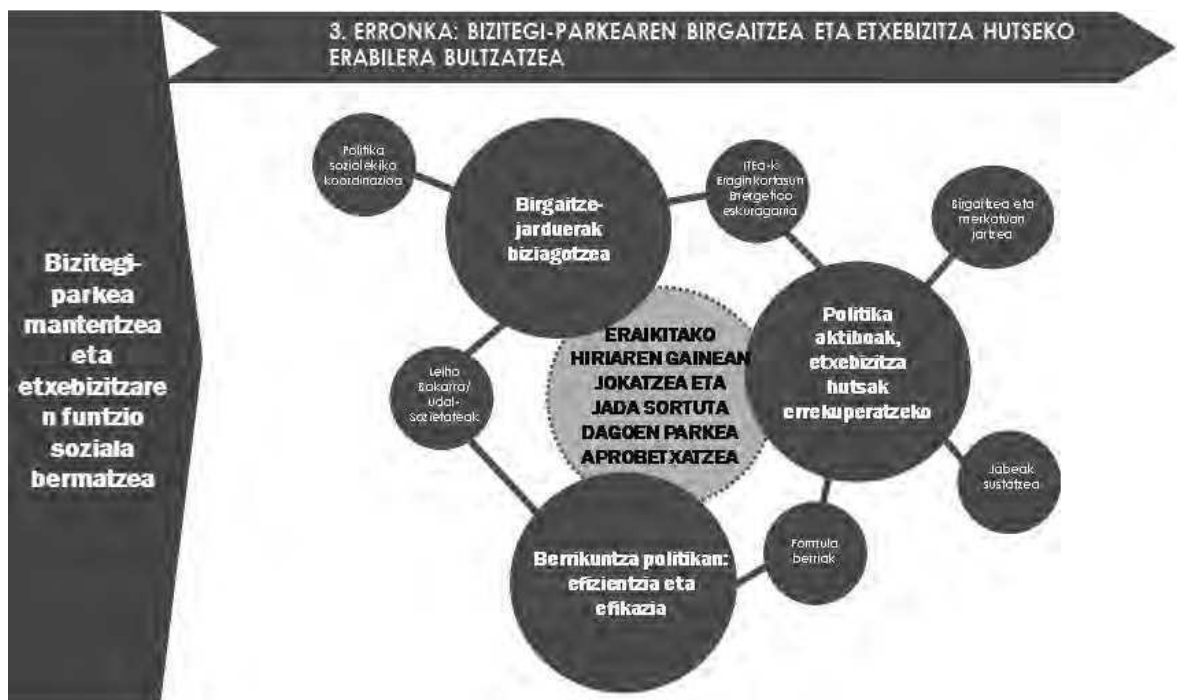 3. ERRONKA: BIZITEGI-PARKEAREN BIRGAITZEA ETA ETXEBIZITZA HUTSEKO
ERABILERA BULTZATZEA
Bizitegi-
parkea
mantentzea
eta
etxebizitzare
n funtzio
soziala
bermatzea
Politika
sozialekiko
koordinazioa
Birgaitze-
jarduerak
biziagotzea
ITEa-k
Eraginkortasun
Energetico
eskuragarria
Birgaitzea eta
merkatuan
jartzea
Politika
aktiboak,
etxebizitza
hutsak
errekuperatzeko
ERAIKITAKO
HIRIAREN GAINEAN
JOKATZEA ETA
JADA SORTUTA
DAGOEN PARKEA
APROBETXATZEA
Leiho
Bakarra/
Udal-
Sozietateak
Jabeak
sustatzea
Berrikuntza politikan:
efizientzia eta
efikazia
Formula
berriak